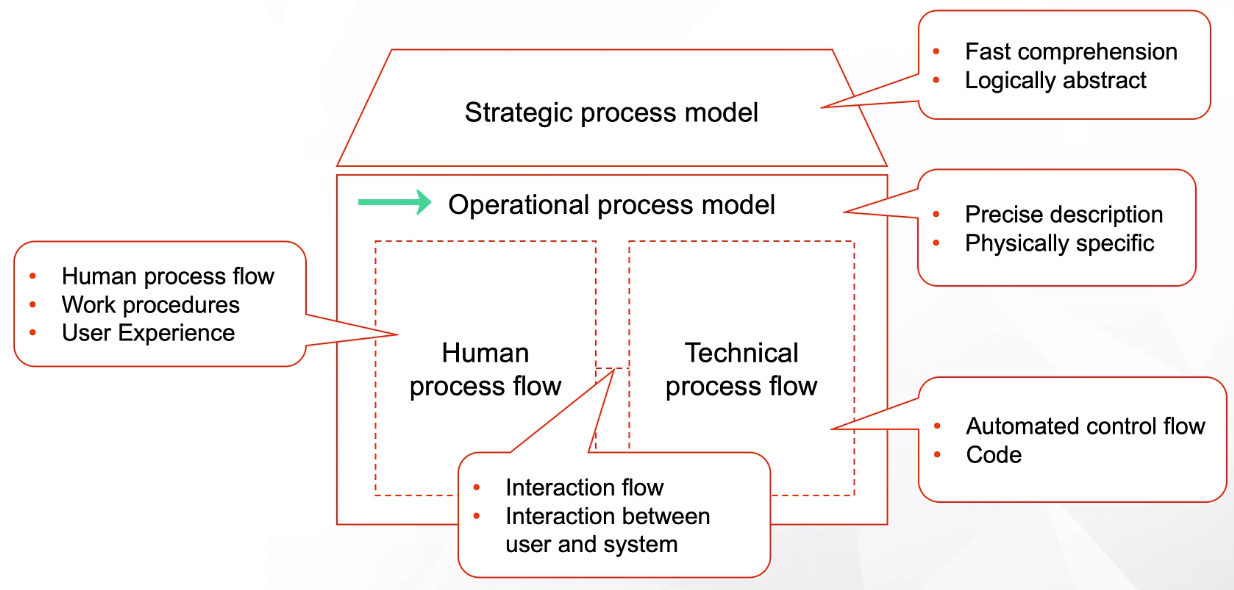 Strategic process model
• Fast comprehension
• Logically abstract
Operational process model
• Precise description
• Physically specific
• Human process flow
• Work procedures
• User Experience
Human
process flow
Technical
process flow
• Automated control flow
• Code
• Interaction flow
• Interaction between
user and system